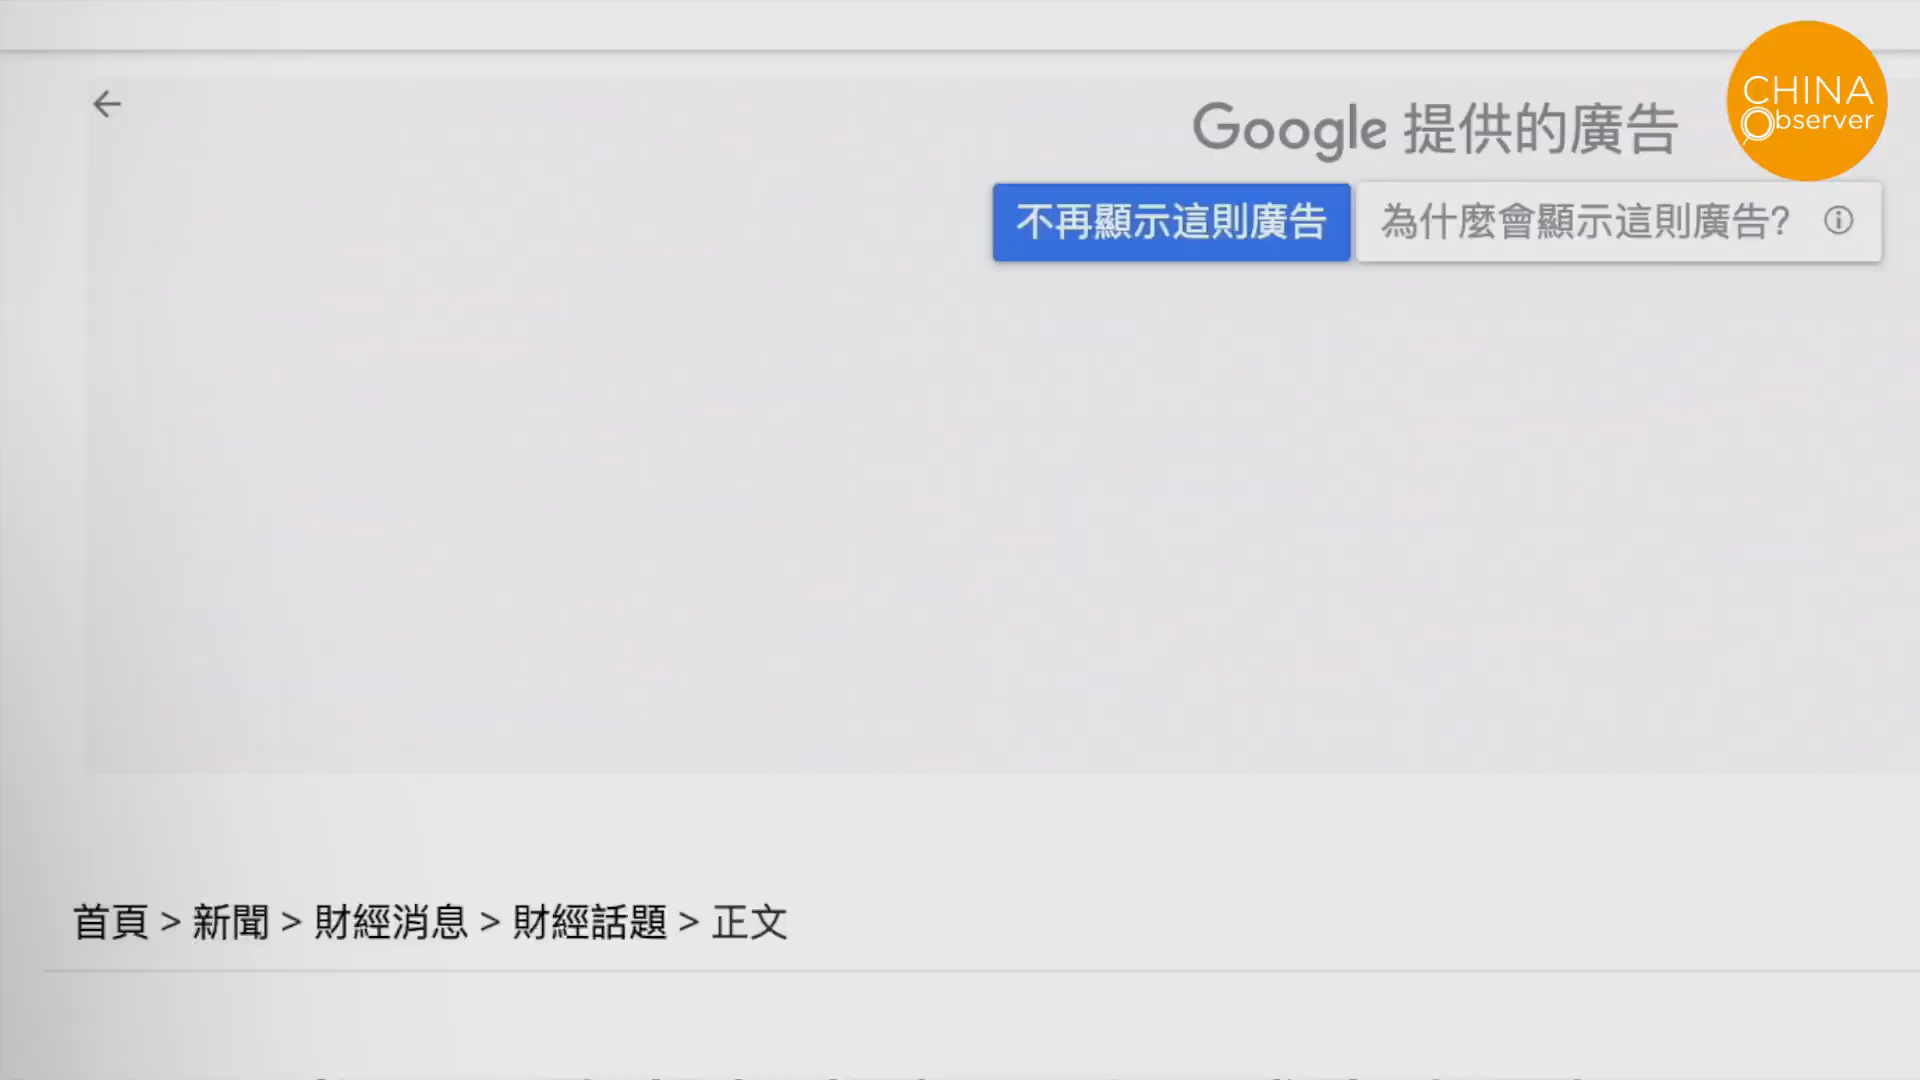 CHINA
Observer
Google 提供的廣告
不再顯示這則廣告
為什麼會顯示這則廣告?
首頁 > 新聞 > 財經消息 > 財經話題 > 正文